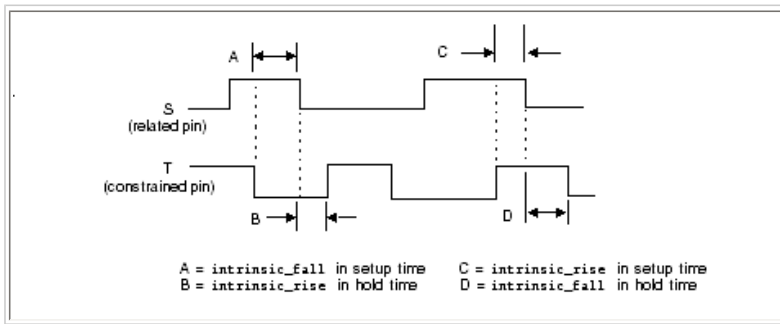 A
C
S
(related pin)
T
(constrained pin)
B
D
A = intrinsic_fall in setup time C = intrinsic_rise in setup time
B = intrinsic_rise in hold time D = intrinsic_fall in hold time